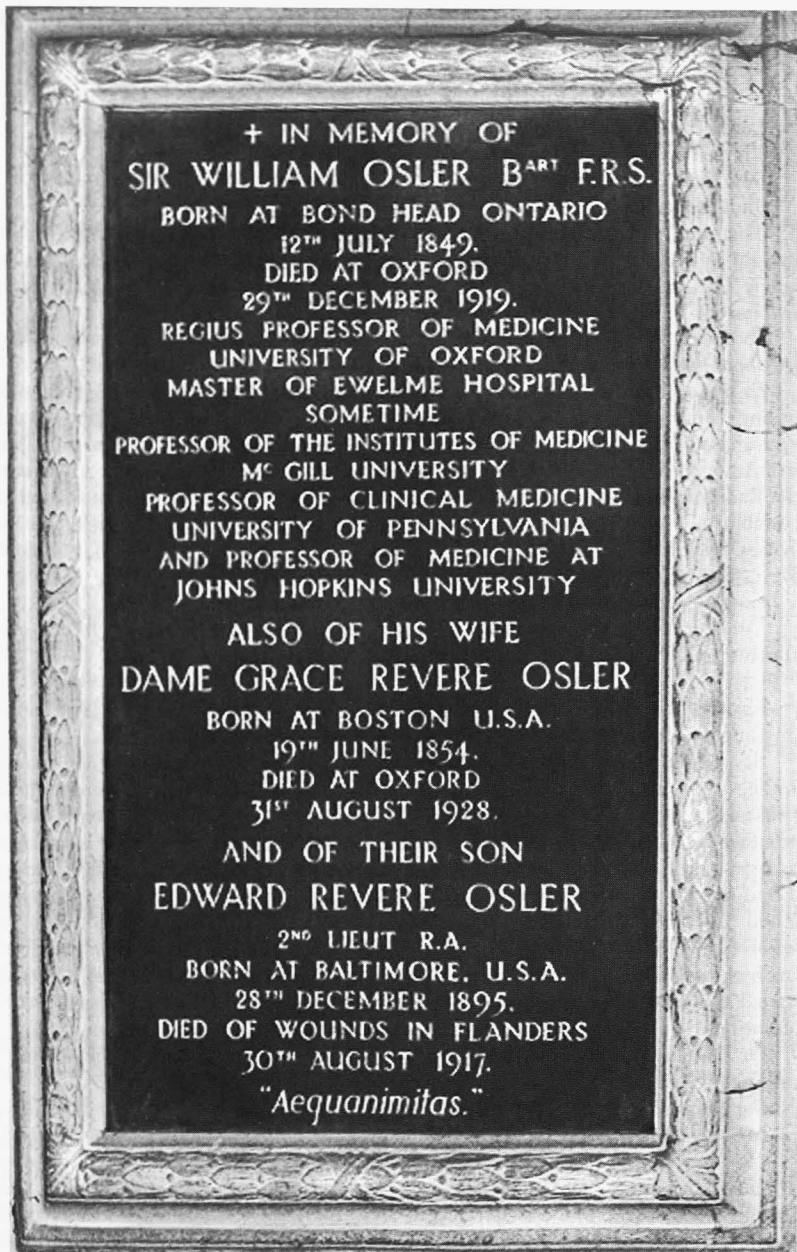 + IN MEMORY OF
SIR WILLIAM OSLER BART F.R.S.
BORN AT BOND HEAD ONTARIO
12TH JULY 1849.
DIED AT OXFORD
29TH DECEMBER 1919.
REGIUS PROFESSOR OF MEDICINE
UNIVERSITY OF OXFORD
MASTER OF EWELME HOSPITAL
SOMETIME
PROFESSOR OF THE INSTITUTES OF MEDICINE
Mc GILL UNIVERSITY
PROFESSOR OF CLINICAL MEDICINE
UNIVERSITY OF PENNSYLVANIA
AND PROFESSOR OF MEDICINE AT
JOHNS HOPKINS UNIVERSITY
ALSO OF HIS WIFE
DAME GRACE REVERE OSLER
BORN AT BOSTON U.S.A.
19TH JUNE 1854.
DIED AT OXFORD
31ST AUGUST 1928.
AND OF THEIR SON
EDWARD REVERE OSLER
2ND LIEUT R.A.
BORN AT BALTIMORE, U.S.A.
28TH DECEMBER 1895.
DIED OF WOUNDS IN FLANDERS
30TH AUGUST 1917.
"Aequanimitas."